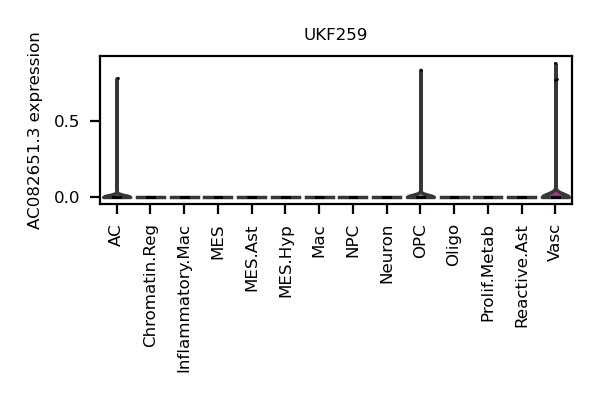 UKF259
AC082651.3 expression
0.5
0.0
AC
Chromatin.Reg
Inflammatory.Mac
MES
MES.Ast
MES.Hyp
Mac
NPC
Neuron
OPC
Oligo
Prolif.Metab
Reactive.Ast
Vasc